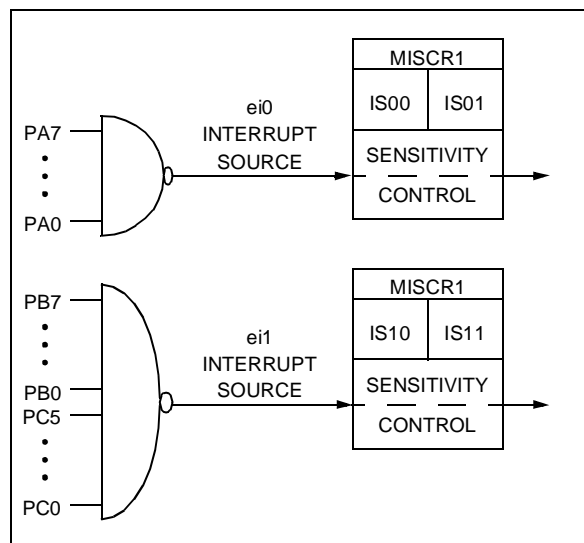 MISCR1
IS00 IS01
ei0
INTERRUPT
SOURCE
PA7
PA0
SENSITIVITY
CONTROL
MISCR1
IS10 IS11
ei1
INTERRUPT
SOURCE
PB7
PB0
PC5
PC0
SENSITIVITY
CONTROL